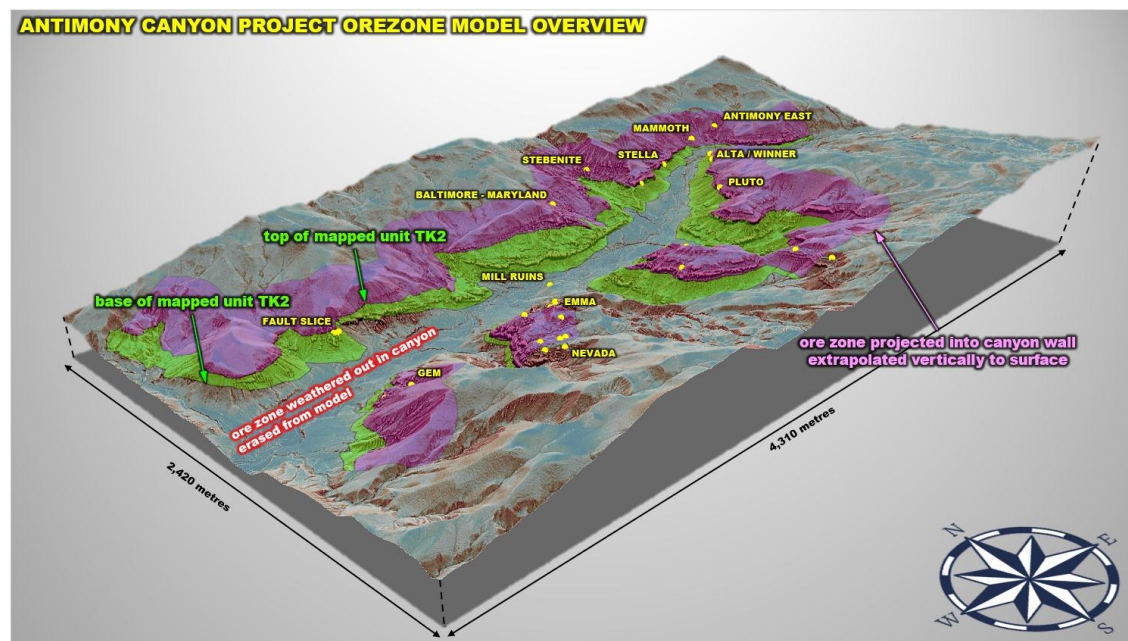 ANTIMONY CANYON PROJECT OREZONE MODEL OVERVIEW
ANTIMONY EAST
MAMMOTH
ALTA / WINNER
STELLA
STEBENITE
PLUTO
BALTIMORE - MARYLAND
top of mapped unit TK2
MILL RUINS
base of mapped unit TK2
EMMA
FAULT SLICE
NEVADA
ore zone projected into canyon wall
extrapolated vertically to surface
GEM
ore zone weathered out in canyon
erased from model
4,310 metres
2,420 metres
N
E
W
S